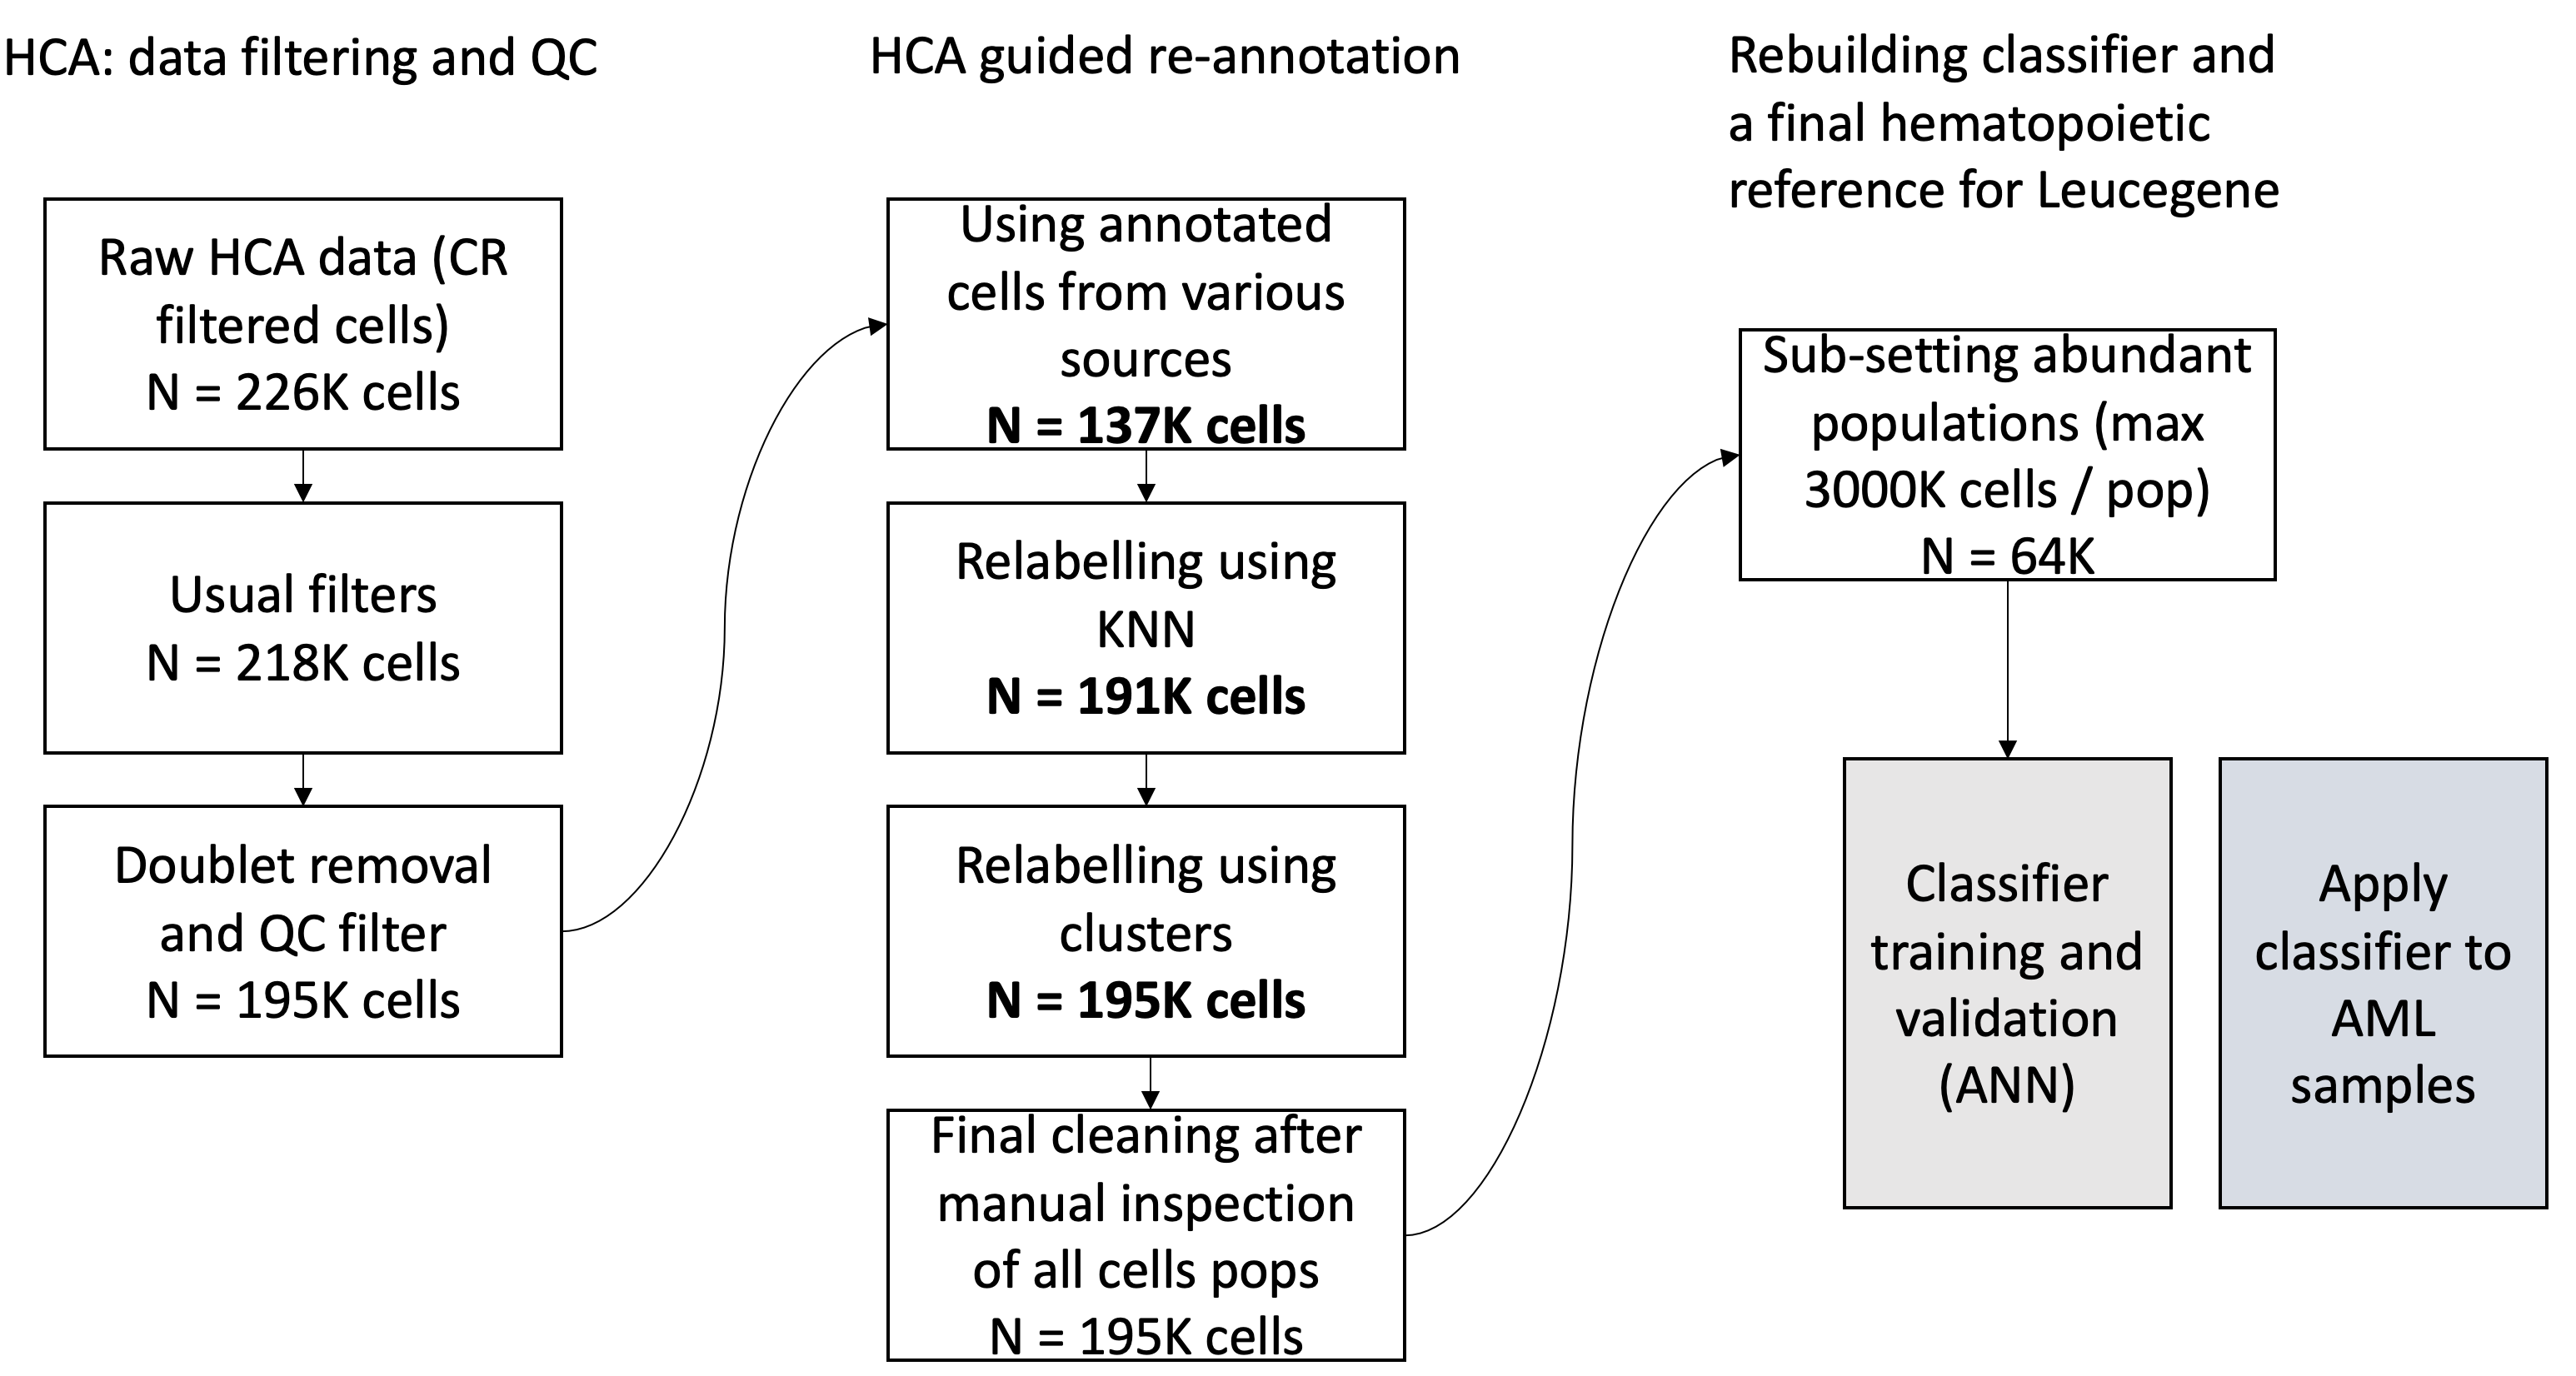 HCA: data filtering and QC
Raw HCA data (CR
filtered cells)
N = 226K cells
Usual filters
N = 218K cells
Doublet removal
and QC filter
N = 195K cells
HCA guided re-annotation
Using annotated
cells from various
sources
N = 137K cells
Relabelling using
KNN
N = 191K cells
Relabelling using
clusters
N = 195K cells
Final cleaning after
manual inspection
of all cells pops
N = 195K cells
Rebuilding classifier and
a final hematopoietic
reference for Leucegene
Sub-setting abundant
populations (max
3000K cells / pop)
N = 64K
Classifier
training and
validation
(ANN)
Apply
classifier to
AML
samples